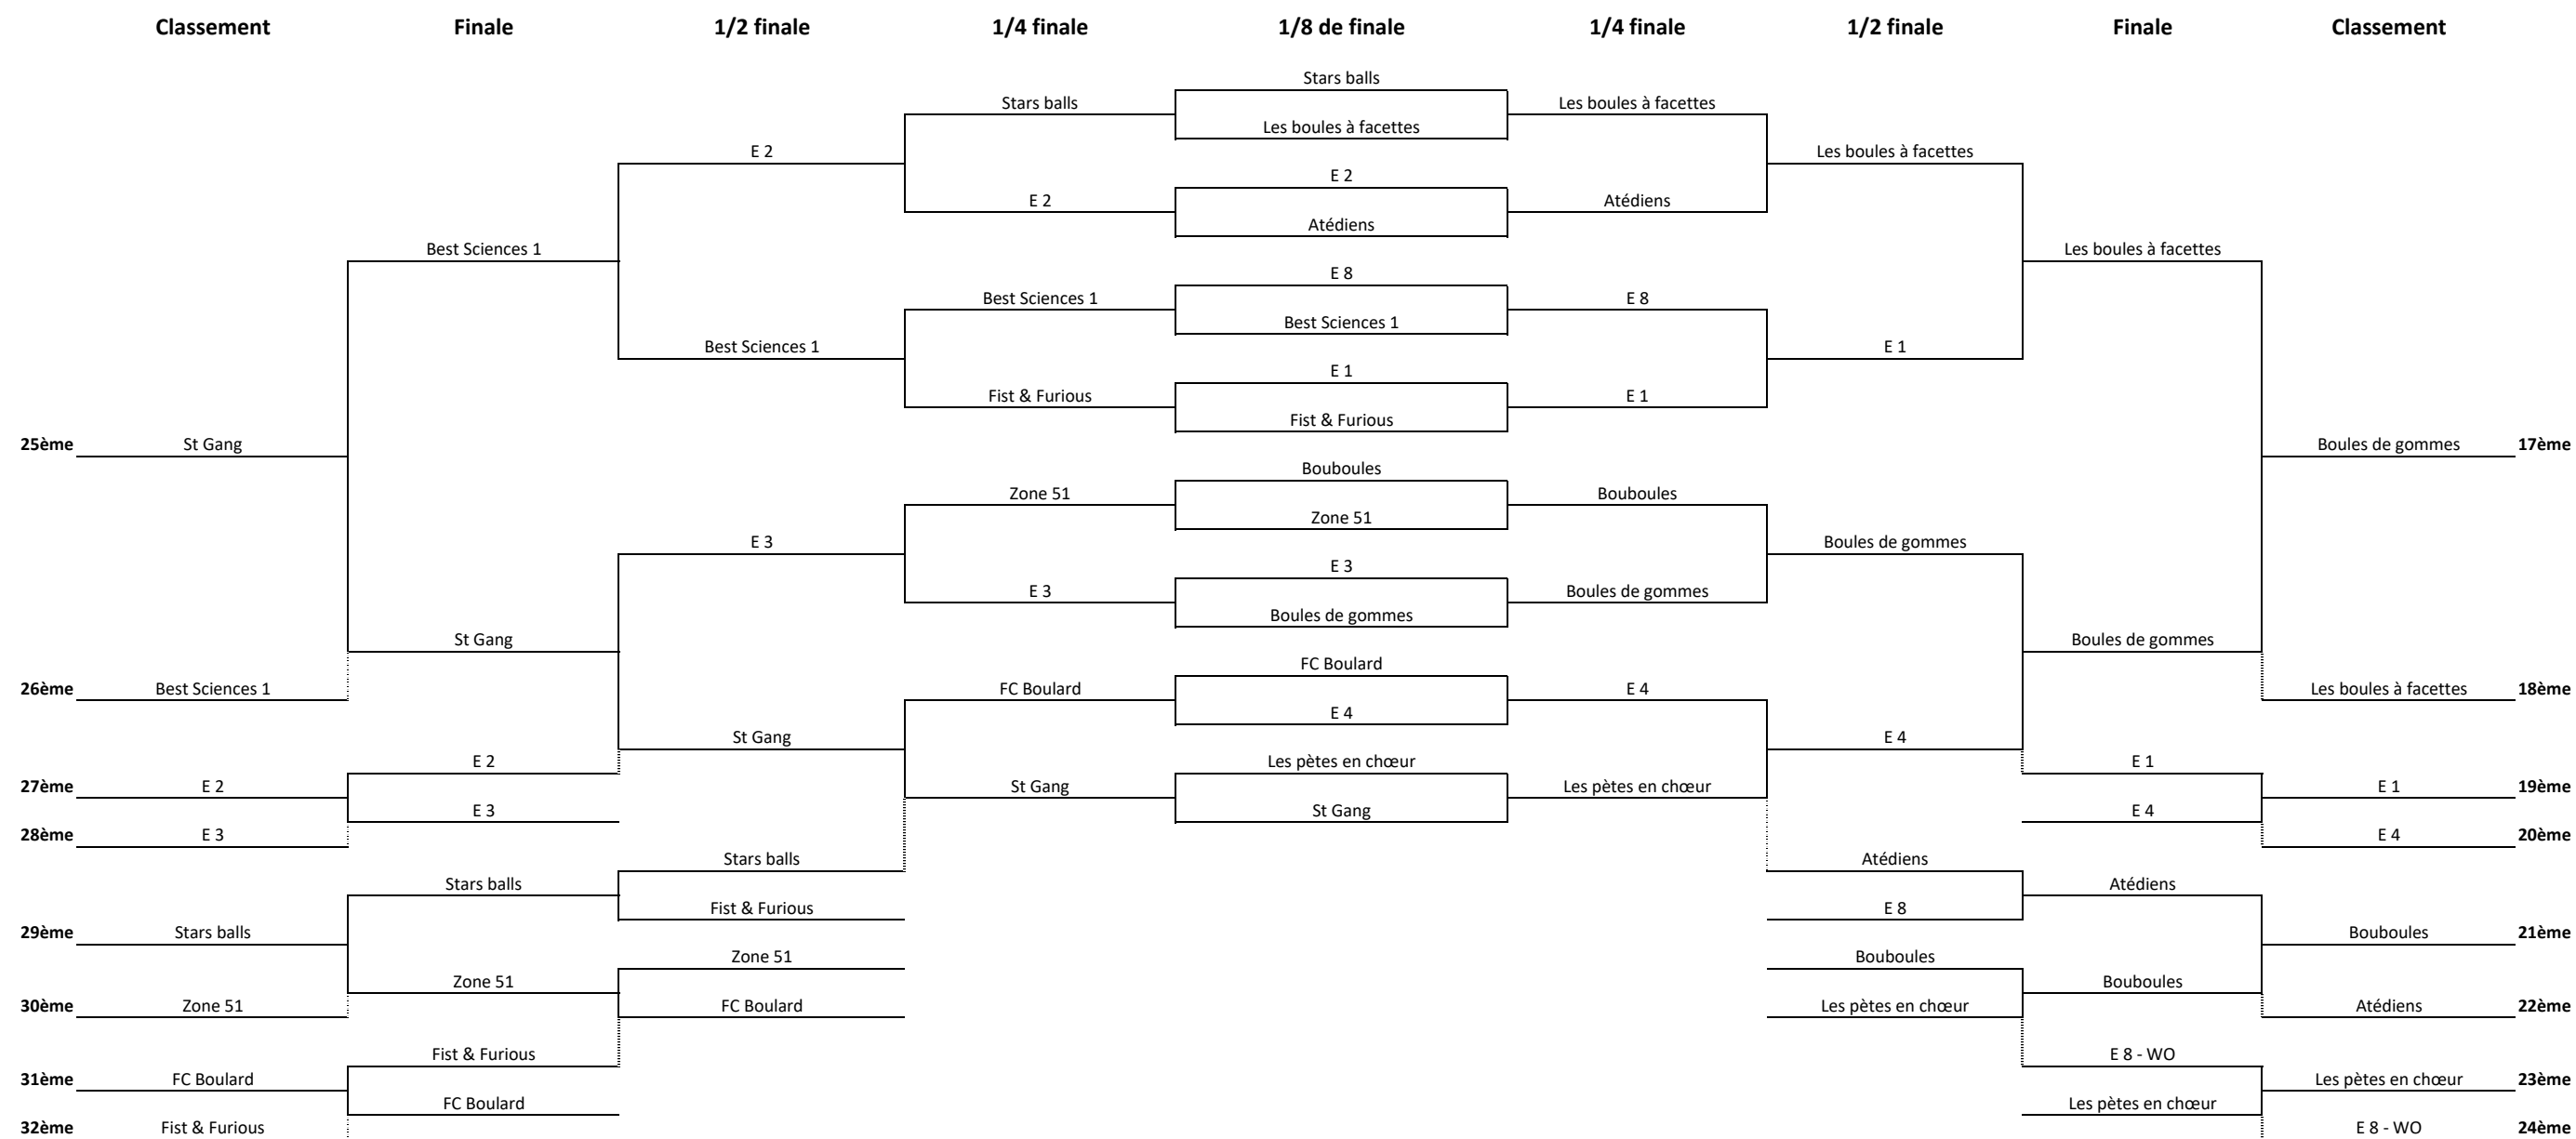 Classement Finale 1/2 finale 1/4 finale 1/8 de finale 1/4 finale 1/2 finale Finale Classement
Stars balls
Stars balls Les boules à facettes
Les boules à facettes
E 2 Les boules à facettes
E 2
E 2 Atédiens
Atédiens
Best Sciences 1 Les boules à facettes
E 8
Best Sciences 1 E 8
Best Sciences 1
Best Sciences 1 E 1
E 1
Fist & Furious E 1
Fist & Furious
25ème St Gang Boules de gommes 17ème
Bouboules
Zone 51 Bouboules
Zone 51
E 3 Boules de gommes
E 3
E 3 Boules de gommes
Boules de gommes
St Gang Boules de gommes
FC Boulard
26ème Best Sciences 1 FC Boulard E 4 Les boules à facettes 18ème
E 4
St Gang E 4
E 2 Les pètes en chœur E 1
27ème E 2 St Gang Les pètes en chœur E 1 19ème
E 3 St Gang E 4
28ème E 3 E 4 20ème
Stars balls Atédiens
Stars balls Atédiens
Fist & Furious E 8
29ème Stars balls Bouboules 21ème
Zone 51 Bouboules
Zone 51 Bouboules
30ème Zone 51 FC Boulard Les pètes en chœur Atédiens 22ème
Fist & Furious E 8 - WO
31ème FC Boulard Les pètes en chœur 23ème
FC Boulard Les pètes en chœur
32ème Fist & Furious E 8 - WO 24ème